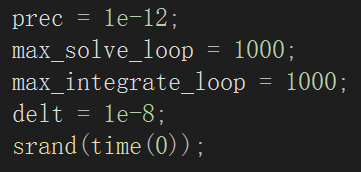 prec = 1e-12;
max_solve_loop = 1000;
max_integrate_loop = 1000;
delt = 1e-8;
srand(time(0));